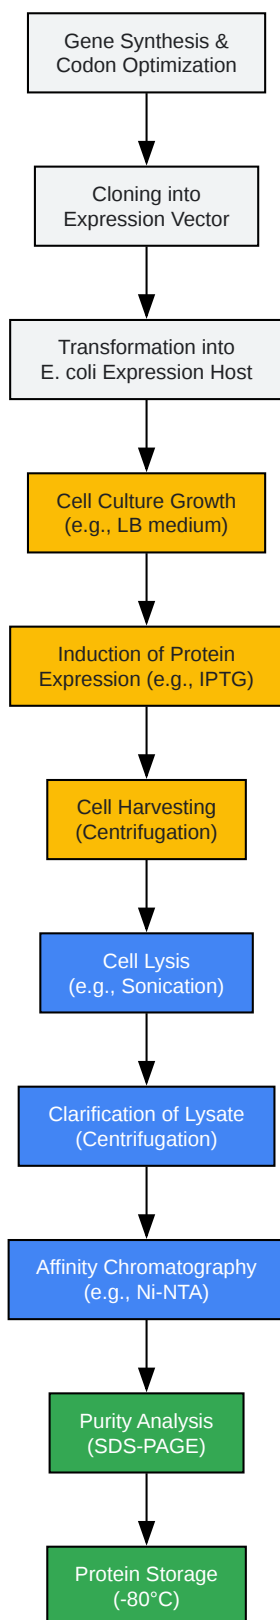 Gene Synthesis &
Codon Optimization
Cloning into
Expression Vector
Transformation into
E. coli Expression Host
Cell Culture Growth
(e.g., LB medium)
Induction of Protein
Expression (e.g., IPTG)
Cell Harvesting
(Centrifugation)
Cell Lysis
(e.g., Sonication)
Clarification of Lysate
(Centrifugation)
Affinity Chromatography
(e.g., Ni-NTA)
Purity Analysis
(SDS-PAGE)
Protein Storage
(-80°C)